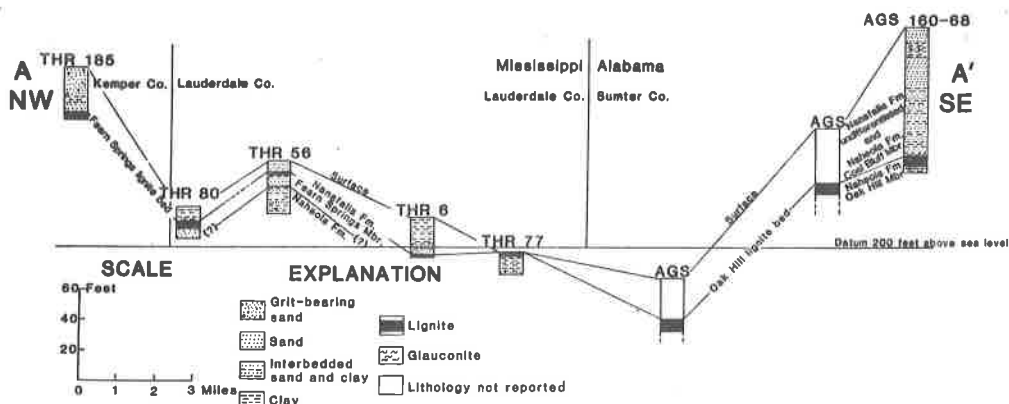 AGS 160-68
THR 185
A
NW
Kemper Co.
Lauderdale Co.
Mississippi
Alabama
Lauderdale Co.
Sumter Co.
A'
SE
Fearn Springs lignite bed
THR 56
THR 80
(?)
Surface
Nanafalia Fm.
Fearn Springs Mbr.
Naheola Fm. (?)
THR 6
THR 77
AGS
Surface
Oak Hill lignite bed
AGS
Nanafalia Fm.
undifferentiated
and
Naheola Fm.
Coal Bluff Mbr.
Naheola Fm.
Oak Hill Mbr.
Datum 200 feet above sea level
SCALE
60 Feet
40
20
0 1 2 3 Miles
EXPLANATION
Grit-bearing
sand
Sand
Interbedded
sand and clay
Clay
Lignite
Glauconite
Lithology not reported